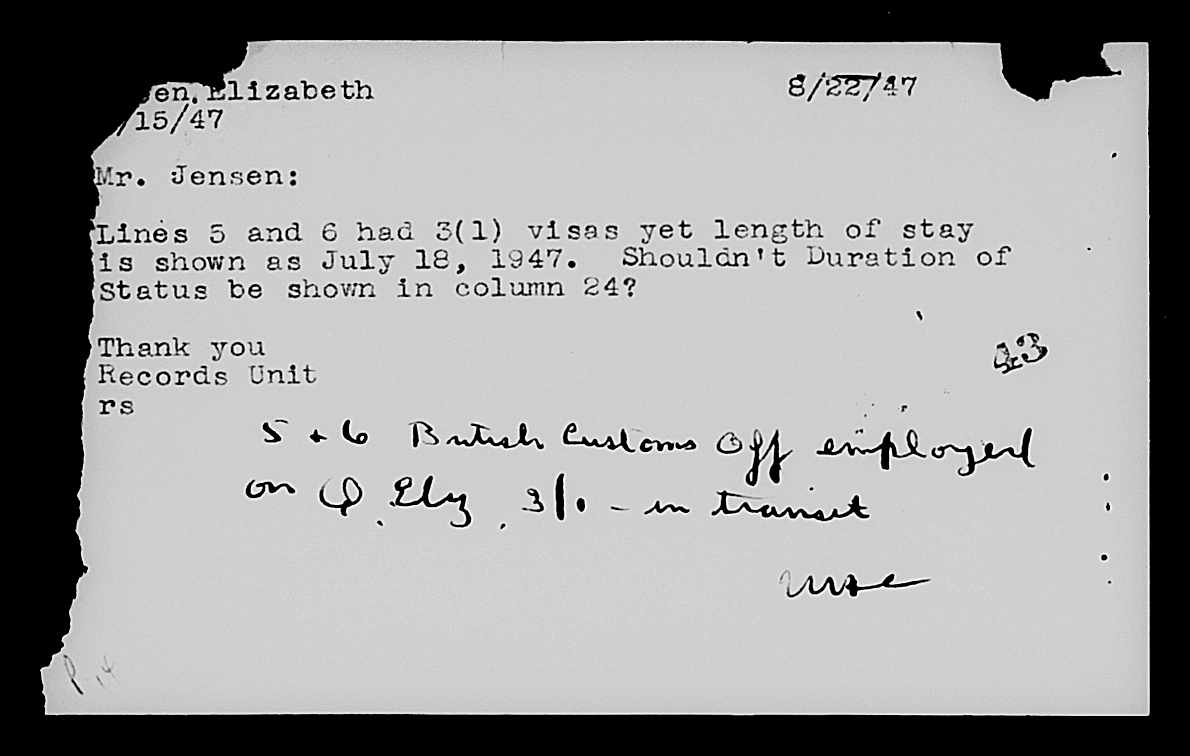 en, Elizabeth 8/22/47
/15/47
Mr. Jensen:
Lines 5 and 6 had 3(1) visas yet length of stay
is shown as July 18, 1947. Shouldn't Duration of
Status be shown in column 24?
Thank you
Records Unit
rs
43
5 + 6 British Customs Off employed
on Q. Eliz. 3/1 - in transit
P. 14